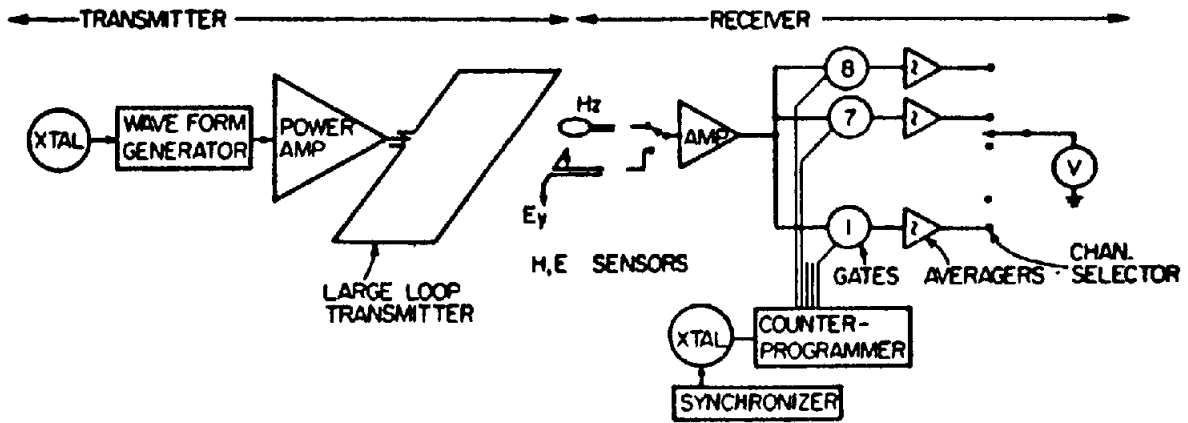 TRANSMITTER
RECEIVER
XTAL
WAVE FORM
GENERATOR
POWER
AMP
LARGE LOOP
TRANSMITTER
Hz
Ey
H,E SENSORS
AMP
8
7
1
GATES
AVERAGERS
CHAN.
SELECTOR
V
XTAL
COUNTER-
PROGRAMMER
SYNCHRONIZER